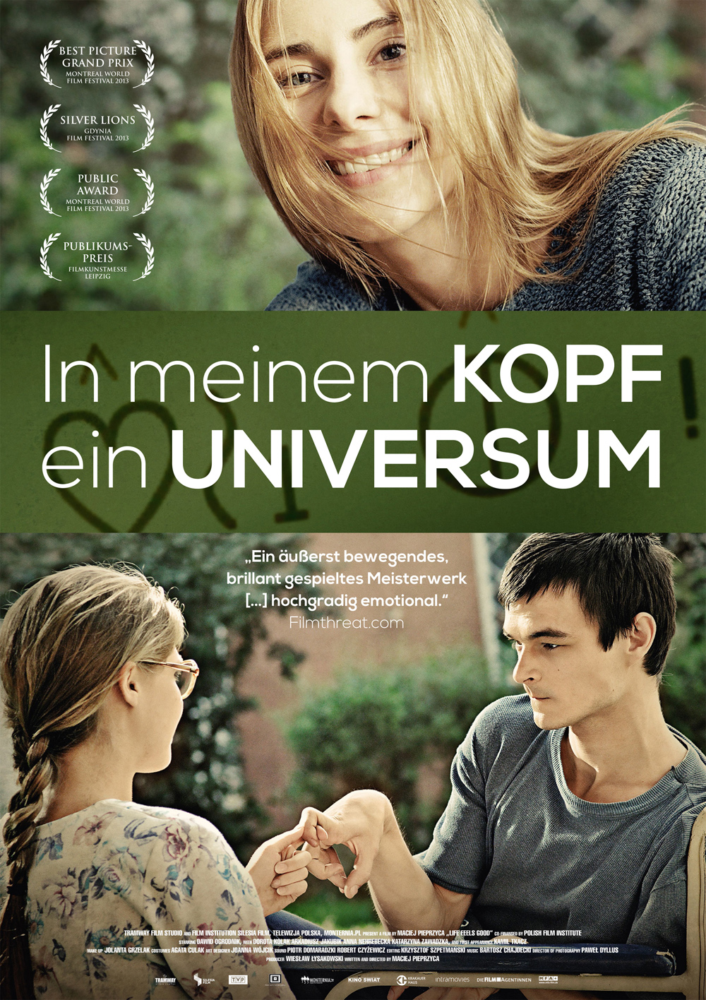 BEST PICTURE
GRAND PRIX
MONTREAL WORLD
FILM FESTIVAL 2013
SILVER LIONS
GDYNIA
FILM FESTIVAL 2013
PUBLIC
AWARD
MONTREAL WORLD
FILM FESTIVAL 2013
PUBLIKUMS-
PREIS
FILMKUNSTMESSE
LEIPZIG
In meinem KOPF
ein UNIVERSUM
„Ein äußerst bewegendes,
brillant gespieltes Meisterwerk
[...] hochgradig emotional.“
Filmthreat.com
TRAMWAY FILM STUDIO AND FILM INSTITUTION SILESIA FILM, TELEWIZJA POLSKA, MONTERNIA.PL PRESENT A FILM BY MACIEJ PIEPRZYCA „LIFE FEELS GOOD” CO-FINANSED BY POLISH FILM INSTITUTE
STARRING DAWID OGRODNIK, WITH DOROTA KOLAK ARKADIUSZ JAKUBIK ANNA NEHREBECKA KATARZYNA ZAWADZKA, AND FIRST APPEARANCE KAMIL TKACZ
MAKE UP JOLANTA GRZELAK COSTUMES AGATA CULAK ART DESIGNER JOANNA WÓJCIK SOUND PIOTR DOMARADZKI ROBERT CZYŻEWICZ EDITING KRZYSZTOF SZPETMAŃSKI MUSIC BARTOSZ CHAJDECKI DIRECTOR OF PHOTOGRAPHY PAWEŁ DYLLUS
PRODUCER WIESŁAW ŁYSAKOWSKI WRITTEN AND DIRECTED BY MACIEJ PIEPRZYCA
TRAMWAY SILESIA FILM TVP MONTERNIA.PL KINO ŚWIAT KRAKAUER HAUS intramovies DIE FILM AGENTINNEN MFA+